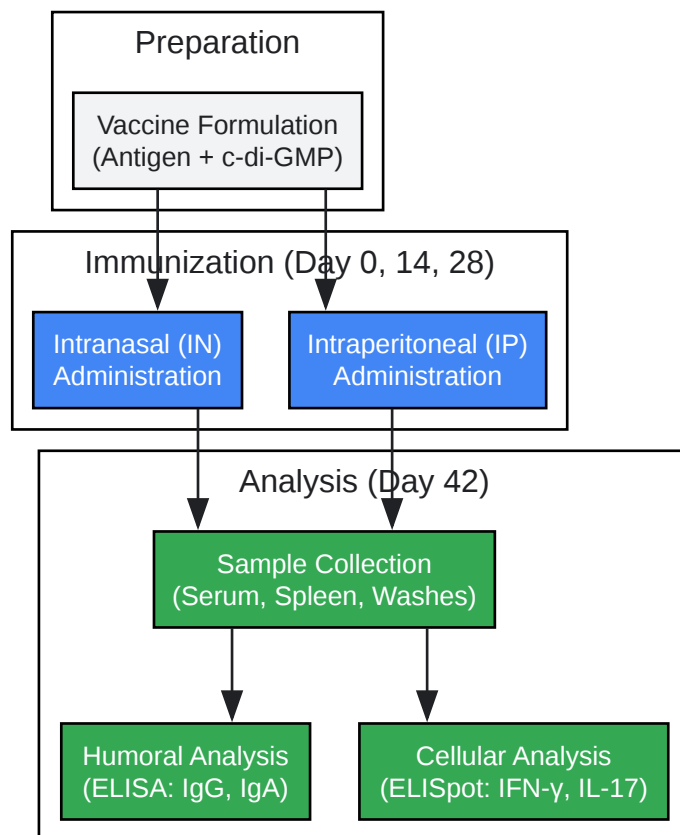 Preparation
Vaccine Formulation
(Antigen + c-di-GMP)
Immunization (Day 0, 14, 28)
Intranasal (IN)
Administration
Intraperitoneal (IP)
Administration
Analysis (Day 42)
Sample Collection
(Serum, Spleen, Washes)
Humoral Analysis
(ELISA: IgG, IgA)
Cellular Analysis
(ELISpot: IFN-γ, IL-17)